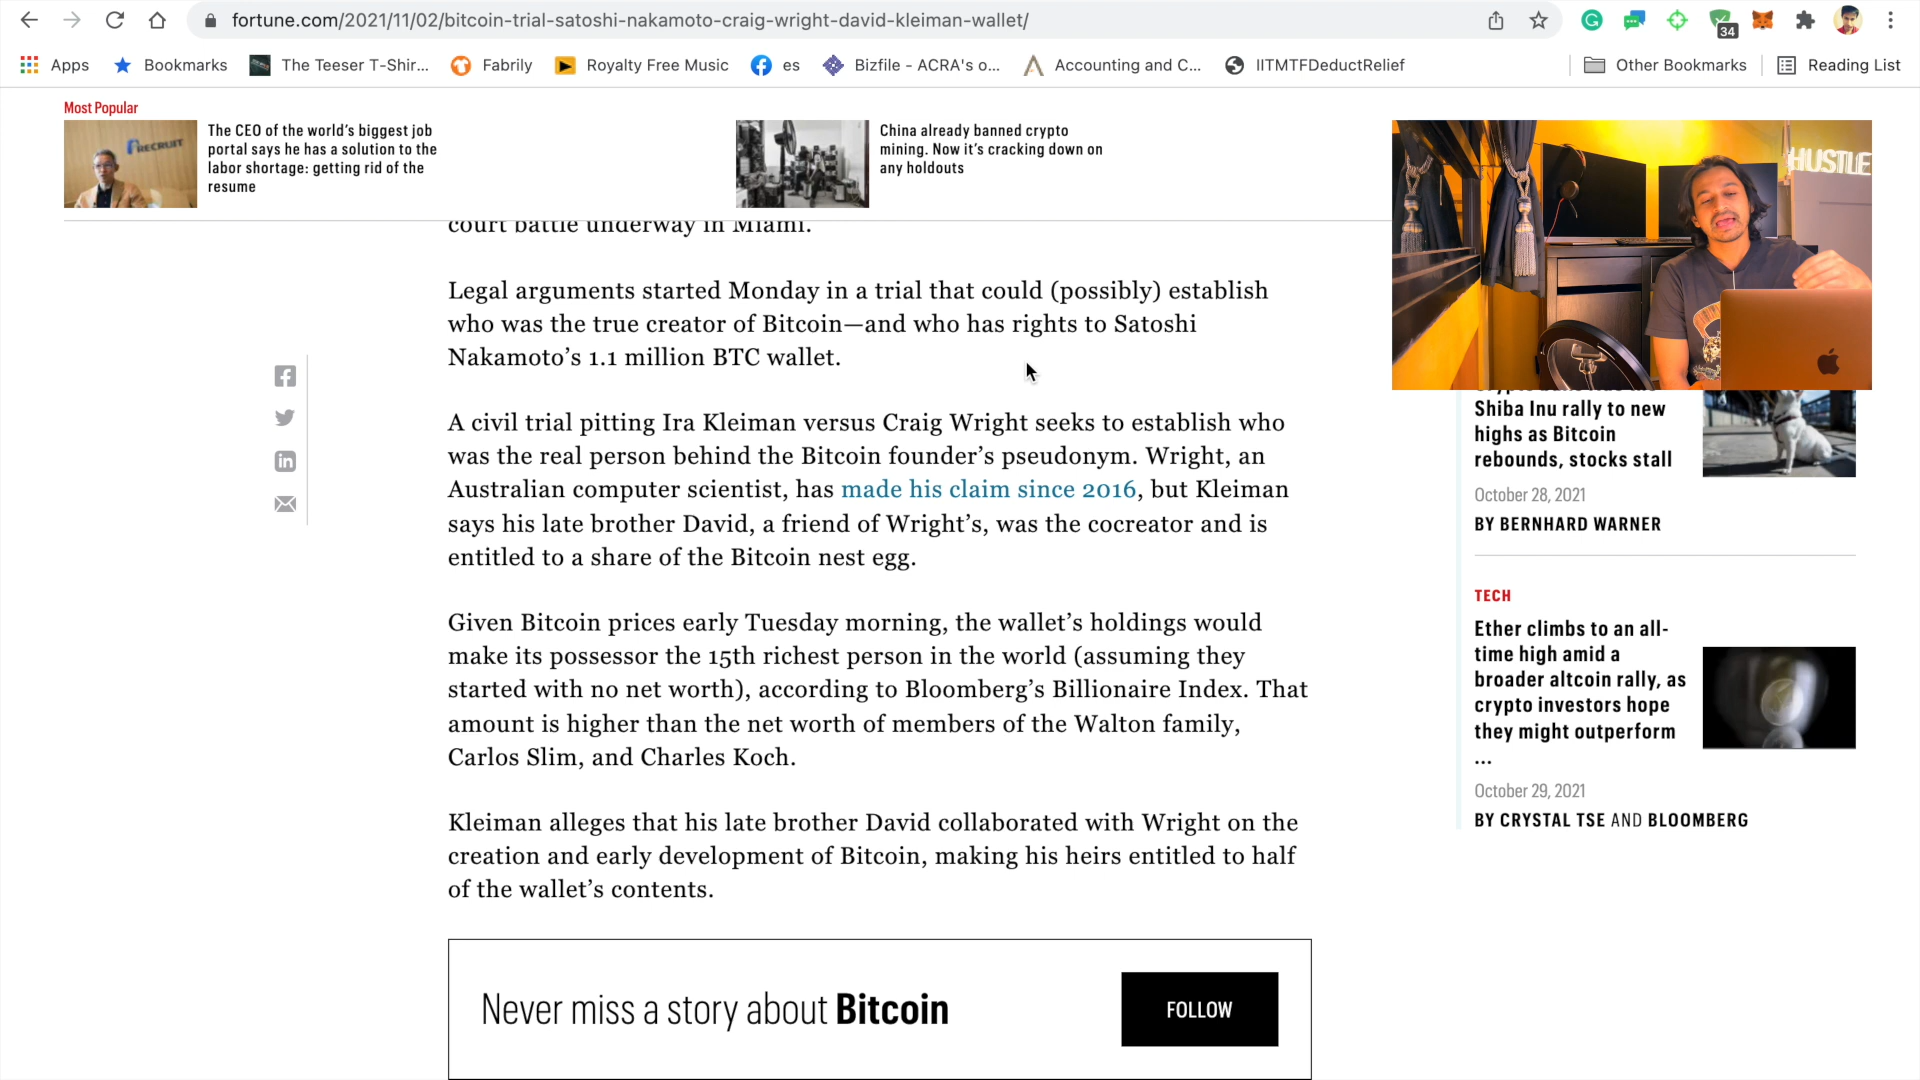 fortune.com/2021/11/02/bitcoin-trial-satoshi-nakamoto-craig-wright-david-kleiman-wallet/
34
Apps
Bookmarks
The Teeser T-Shir...
Fabrily
Royalty Free Music
es
Bizfile - ACRA's o...
Accounting and C...
IITMTFDeductRelief
Other Bookmarks
Reading List
Most Popular
RECRUIT
The CEO of the world's biggest job
portal says he has a solution to the
labor shortage: getting rid of the
resume
China already banned crypto
mining. Now it's cracking down on
any holdouts
HUSTLE
court battle underway in Miami.
Legal arguments started Monday in a trial that could (possibly) establish
who was the true creator of Bitcoin—and who has rights to Satoshi
Nakamoto's 1.1 million BTC wallet.
A civil trial pitting Ira Kleiman versus Craig Wright seeks to establish who
was the real person behind the Bitcoin founder's pseudonym. Wright, an
Australian computer scientist, has made his claim since 2016, but Kleiman
says his late brother David, a friend of Wright's, was the cocreator and is
entitled to a share of the Bitcoin nest egg.
Given Bitcoin prices early Tuesday morning, the wallet's holdings would
make its possessor the 15th richest person in the world (assuming they
started with no net worth), according to Bloomberg's Billionaire Index. That
amount is higher than the net worth of members of the Walton family,
Carlos Slim, and Charles Koch.
Kleiman alleges that his late brother David collaborated with Wright on the
creation and early development of Bitcoin, making his heirs entitled to half
of the wallet's contents.
Never miss a story about Bitcoin
FOLLOW
Shiba Inu rally to new
highs as Bitcoin
rebounds, stocks stall
October 28, 2021
BY BERNHARD WARNER
TECH
Ether climbs to an all-
time high amid a
broader altcoin rally, as
crypto investors hope
they might outperform
...
October 29, 2021
BY CRYSTAL TSE AND BLOOMBERG